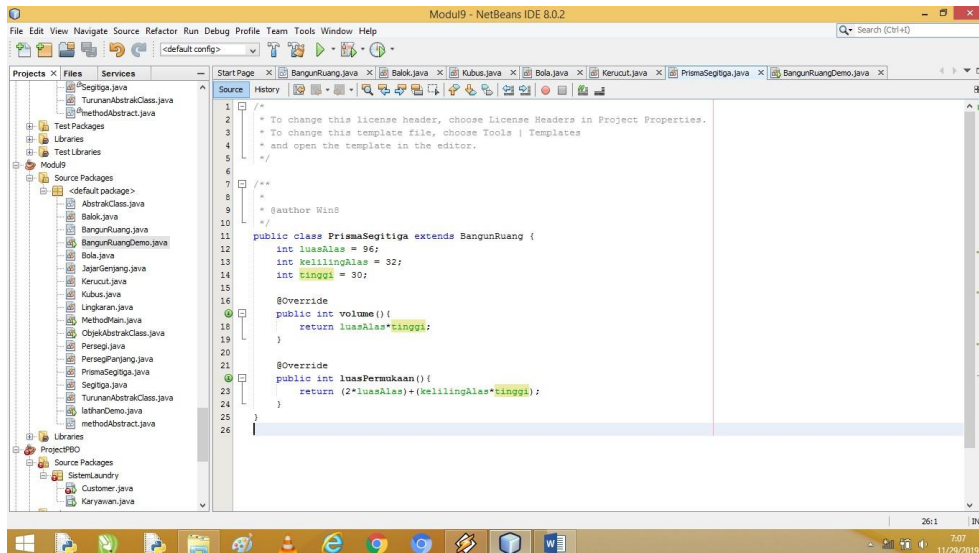 Modul9 - NetBeans IDE 8.0.2
File Edit View Navigate Source Refactor Run Debug Profile Team Tools Window Help
Search (Ctrl+I)
<default config>
Projects Files Services
Start Page BangunRuang.java Balok.java Kubus.java Bola.java Kerucut.java PrismaSegitiga.java BangunRuangDemo.java
Source History
Segitiga.java
TurunanAbstrakClass.java
methodAbstract.java
Test Packages
Libraries
Test Libraries
Modul9
Source Packages
<default package>
AbstrakClass.java
Balok.java
BangunRuang.java
BangunRuangDemo.java
Bola.java
JajarGenjang.java
Kerucut.java
Kubus.java
Lingkaran.java
MethodMain.java
ObjekAbstrakClass.java
Persegi.java
PersegiPanjang.java
PrismaSegitiga.java
Segitiga.java
TurunanAbstrakClass.java
latihanDemo.java
methodAbstract.java
Libraries
ProjectPBO
Source Packages
SistemLaundry
Customer.java
Karyawan.java
1 /*
2 * To change this license header, choose License Headers in Project Properties.
3 * To change this template file, choose Tools | Templates
4 * and open the template in the editor.
5 */
6
7 /**
8 *
9 * @author Win8
10 */
11 public class PrismaSegitiga extends BangunRuang {
12 int luasAlas = 96;
13 int kelilingAlas = 32;
14 int tinggi = 30;
15
16 @Override
public int volume(){
18 return luasAlas*tinggi;
19 }
20
21 @Override
public int luasPermukaan(){
23 return (2*luasAlas)+(kelilingAlas*tinggi);
24 }
25 }
26
26:1 IN
7:07
11/29/2019